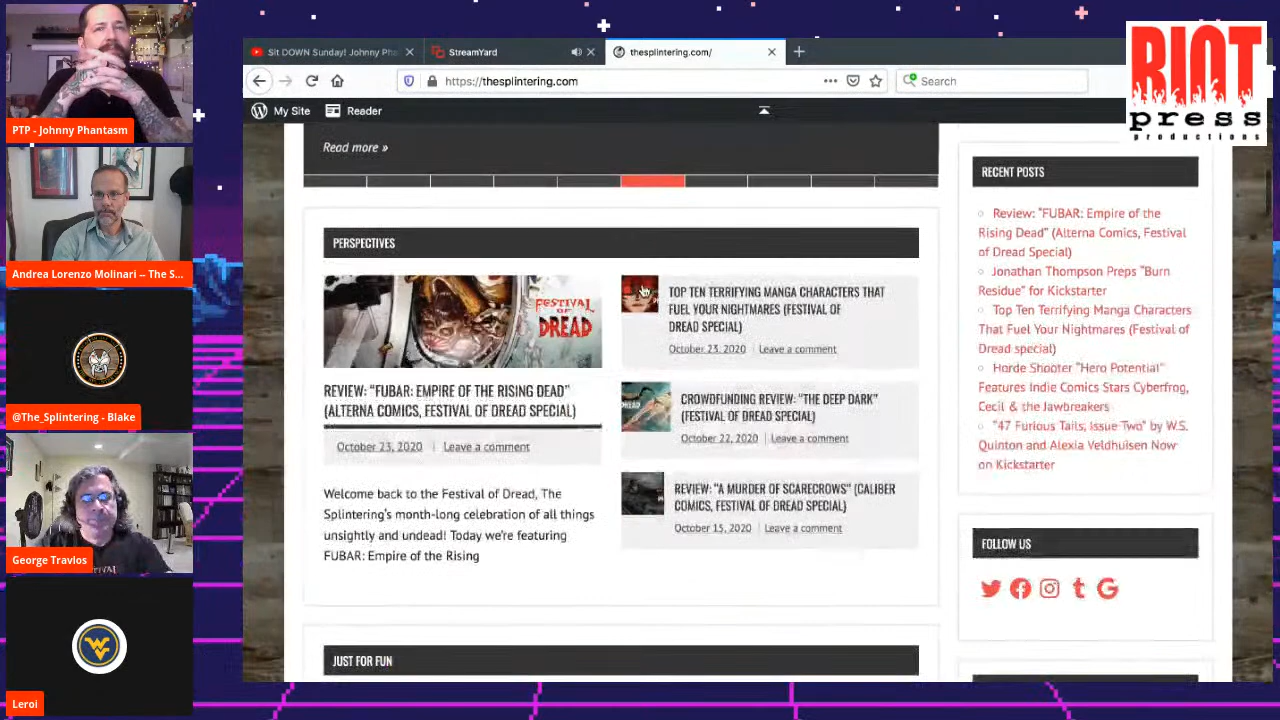 PTP - Johnny Phantasm
Andrea Lorenzo Molinari -- The S...
@The_Splintering - Blake
George Travlos
Leroi
Sit DOWN Sunday! Johnny Pha
StreamYard
thesplintering.com/
https://thesplintering.com
Search
My Site
Reader
RIOT
press
productions
Read more »
PERSPECTIVES
FESTIVAL
OF
DREAD
REVIEW: "FUBAR: EMPIRE OF THE RISING DEAD"
(ALTERNA COMICS, FESTIVAL OF DREAD SPECIAL)
October 23, 2020 | Leave a comment
Welcome back to the Festival of Dread, The
Splintering's month-long celebration of all things
unsightly and undead! Today we're featuring
FUBAR: Empire of the Rising
TOP TEN TERRIFYING MANGA CHARACTERS THAT
FUEL YOUR NIGHTMARES (FESTIVAL OF
DREAD SPECIAL)
October 23, 2020 | Leave a comment
CROWDFUNDING REVIEW: "THE DEEP DARK"
(FESTIVAL OF DREAD SPECIAL)
October 22, 2020 | Leave a comment
REVIEW: "A MURDER OF SCARECROWS" (CALIBER
COMICS, FESTIVAL OF DREAD SPECIAL)
October 15, 2020 | Leave a comment
JUST FOR FUN
RECENT POSTS
Review: "FUBAR: Empire of the
Rising Dead" (Alterna Comics, Festival
of Dread Special)
Jonathan Thompson Preps "Burn
Residue" for Kickstarter
Top Ten Terrifying Manga Characters
That Fuel Your Nightmares (Festival of
Dread special)
Horde Shooter "Hero Potential"
Features Indie Comics Stars Cyberfrog,
Cecil & the Jawbreakers
"47 Furious Tails; Issue Two" by W.S.
Quinton and Alexia Veldhuisen Now
on Kickstarter
FOLLOW US